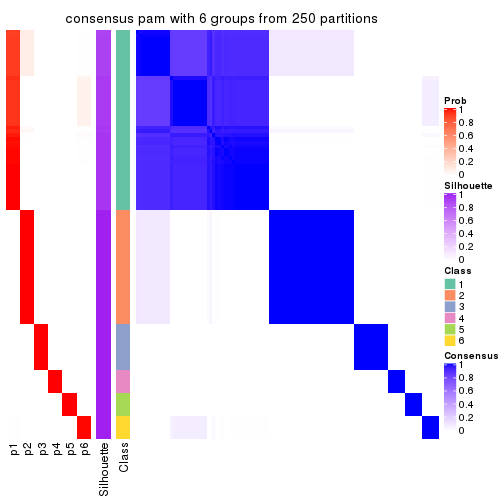 consensus pam with 6 groups from 250 partitions
Prob
1
0.8
0.6
0.4
0.2
0
Silhouette
1
0.8
0.6
0.4
0.2
0
Class
1
2
3
4
5
6
Consensus
1
0.8
0.6
0.4
0.2
0
p1
p2
p3
p4
p5
p6
Silhouette
Class